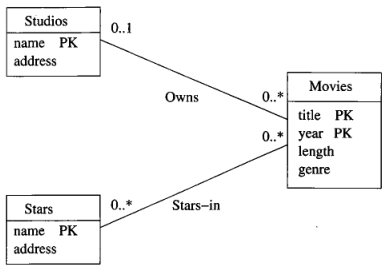 Studios
name PK
address
0..1
Owns
0..*
Movies
title PK
year PK
length
genre
0..*
Stars
name PK
address
0..*
Stars-in